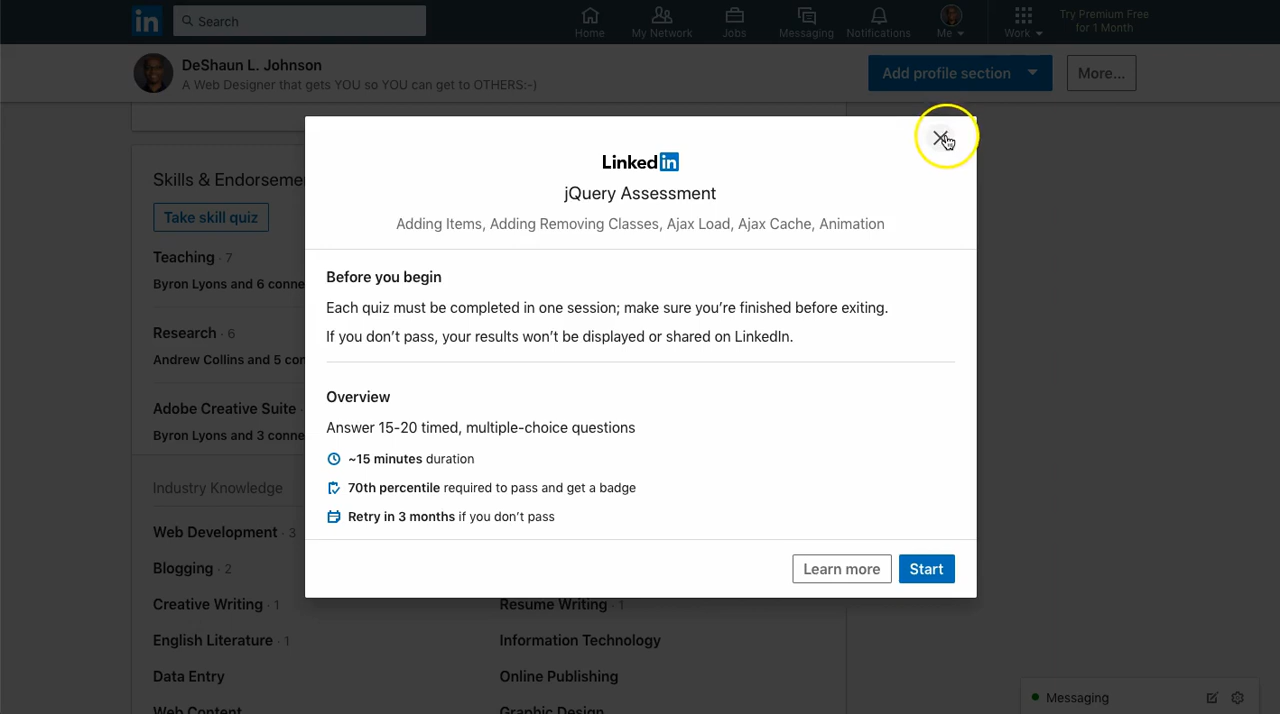 in Search
Home My Network Jobs Messaging Notifications Me Work Try Premium Free
for 1 Month
DeShaun L. Johnson
A Web Designer that gets YOU so YOU can get to OTHERS:-)
Add profile section More...
LinkedIn
jQuery Assessment
Adding Items, Adding Removing Classes, Ajax Load, Ajax Cache, Animation
Before you begin
Each quiz must be completed in one session; make sure you’re finished before exiting.
If you don’t pass, your results won’t be displayed or shared on LinkedIn.
Overview
Answer 15-20 timed, multiple-choice questions
~15 minutes duration
70th percentile required to pass and get a badge
Retry in 3 months if you don’t pass
Learn more Start
Skills & Endorseme
Take skill quiz
Teaching · 7
Byron Lyons and 6 conne
Research · 6
Andrew Collins and 5 con
Adobe Creative Suite ·
Byron Lyons and 3 conne
Industry Knowledge
Web Development · 3
Blogging · 2
Creative Writing · 1 Resume Writing · 1
English Literature · 1 Information Technology
Data Entry Online Publishing
Web Content Graphic Design
Messaging